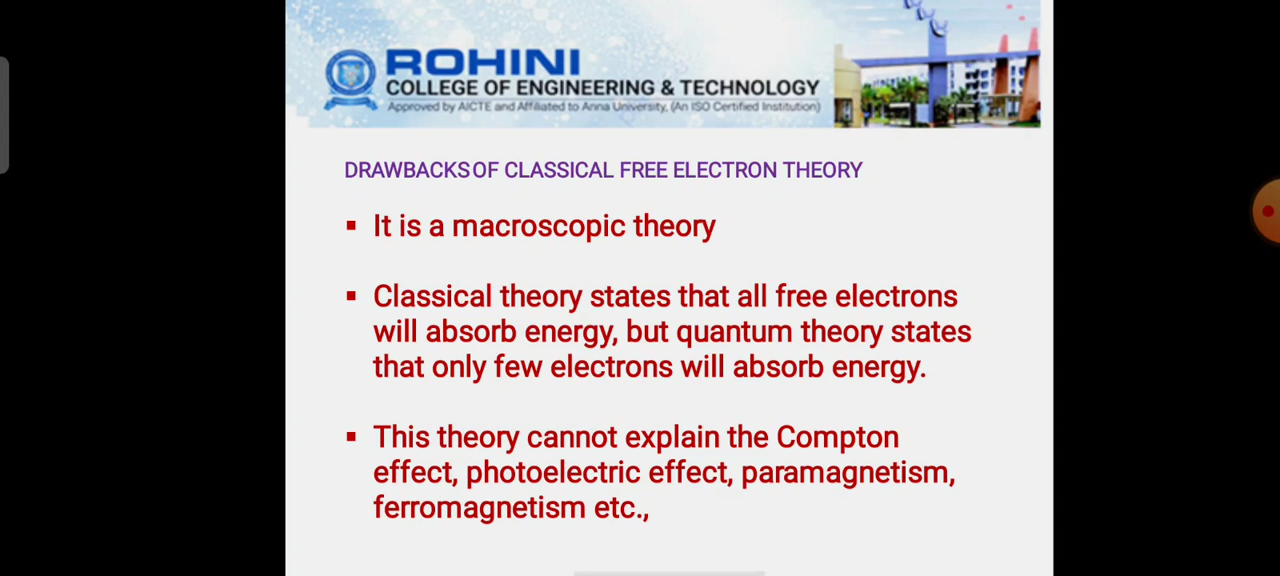 ROHINI
COLLEGE OF ENGINEERING & TECHNOLOGY
Approved by AICTE and Affiliated to Anna University, (An ISO Certified Institution)
DRAWBACKS OF CLASSICAL FREE ELECTRON THEORY
▪ It is a macroscopic theory
▪ Classical theory states that all free electrons
will absorb energy, but quantum theory states
that only few electrons will absorb energy.
▪ This theory cannot explain the Compton
effect, photoelectric effect, paramagnetism,
ferromagnetism etc.,